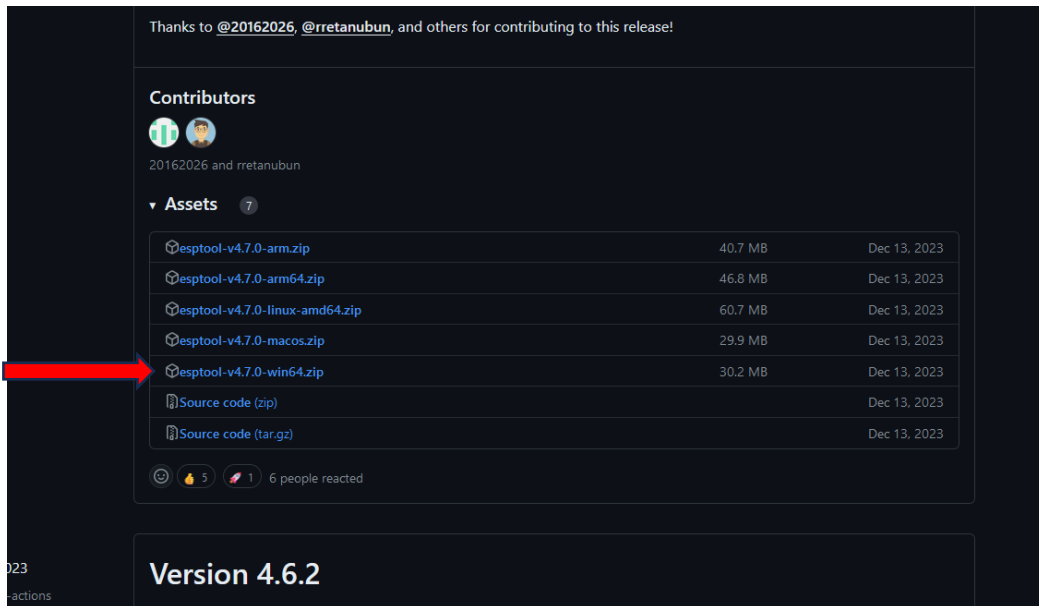 Thanks to @20162026, @rretanubun, and others for contributing to this release!
Contributors
20162026 and rretanubun
Assets 7
esptool-v4.7.0-arm.zip 40.7 MB Dec 13, 2023
esptool-v4.7.0-arm64.zip 46.8 MB Dec 13, 2023
esptool-v4.7.0-linux-amd64.zip 60.7 MB Dec 13, 2023
esptool-v4.7.0-macos.zip 29.9 MB Dec 13, 2023
esptool-v4.7.0-win64.zip 30.2 MB Dec 13, 2023
Source code (zip) Dec 13, 2023
Source code (tar.gz) Dec 13, 2023
5 1 6 people reacted
023
Version 4.6.2
-actions